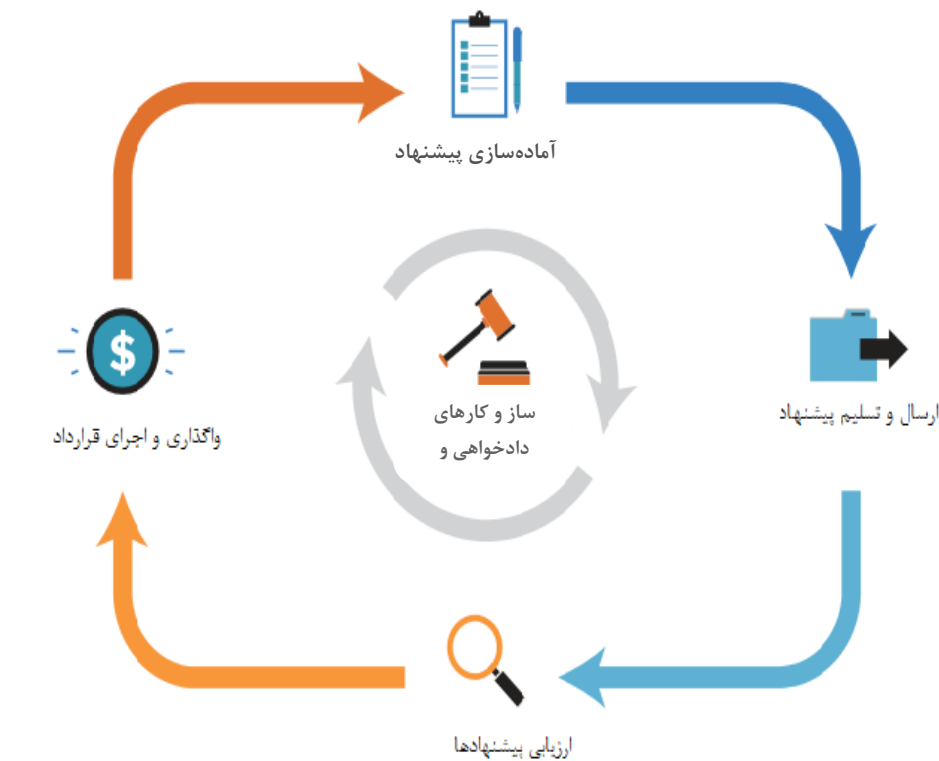 آماده‌سازی پیشنهاد
ارسال و تسلیم پیشنهاد
ارزیابی پیشنهادها
واگذاری و اجرای قرارداد
ساز و کارهای
دادخواهی و
$